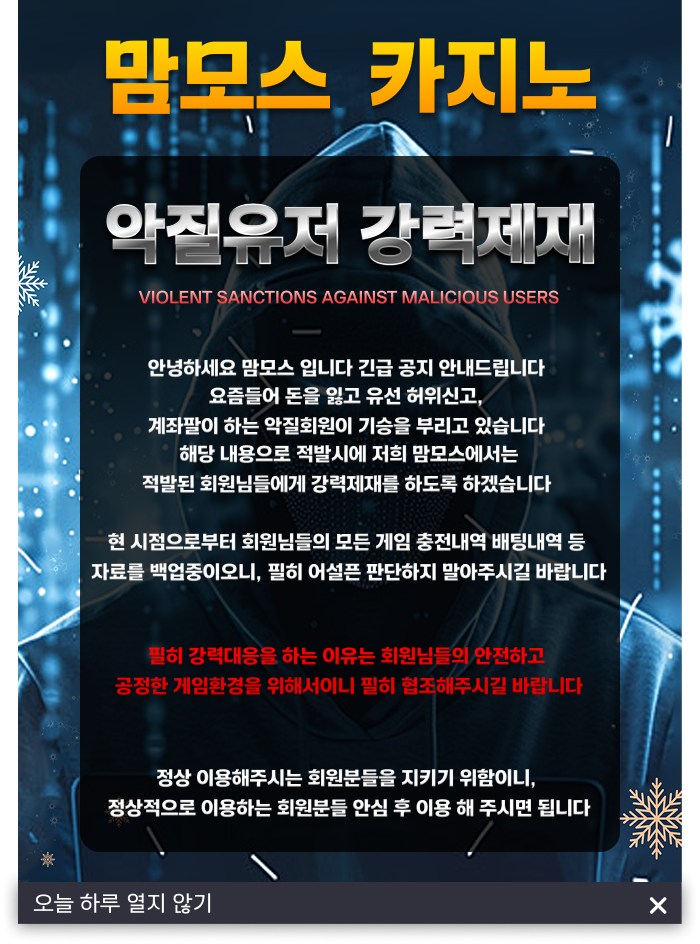 맘모스 카지노
악질유저 강력제재
VIOLENT SANCTIONS AGAINST MALICIOUS USERS
안녕하세요 맘모스 입니다 긴급 공지 안내드립니다
요즘들어 돈을 잃고 유선 허위신고,
계좌팔이 하는 악질회원이 기승을 부리고 있습니다
해당 내용으로 적발시에 저희 맘모스에서는
적발된 회원님들에게 강력제재를 하도록 하겠습니다
현 시점으로부터 회원님들의 모든 게임 충전내역 배팅내역 등
자료를 백업중이오니, 필히 어설픈 판단하지 말아주시길 바랍니다
필히 강력대응을 하는 이유는 회원님들의 안전하고
공정한 게임환경을 위해서이니 필히 협조해주시길 바랍니다
정상 이용해주시는 회원분들을 지키기 위함이니,
정상적으로 이용하는 회원분들 안심 후 이용 해 주시면 됩니다
오늘 하루 열지 않기